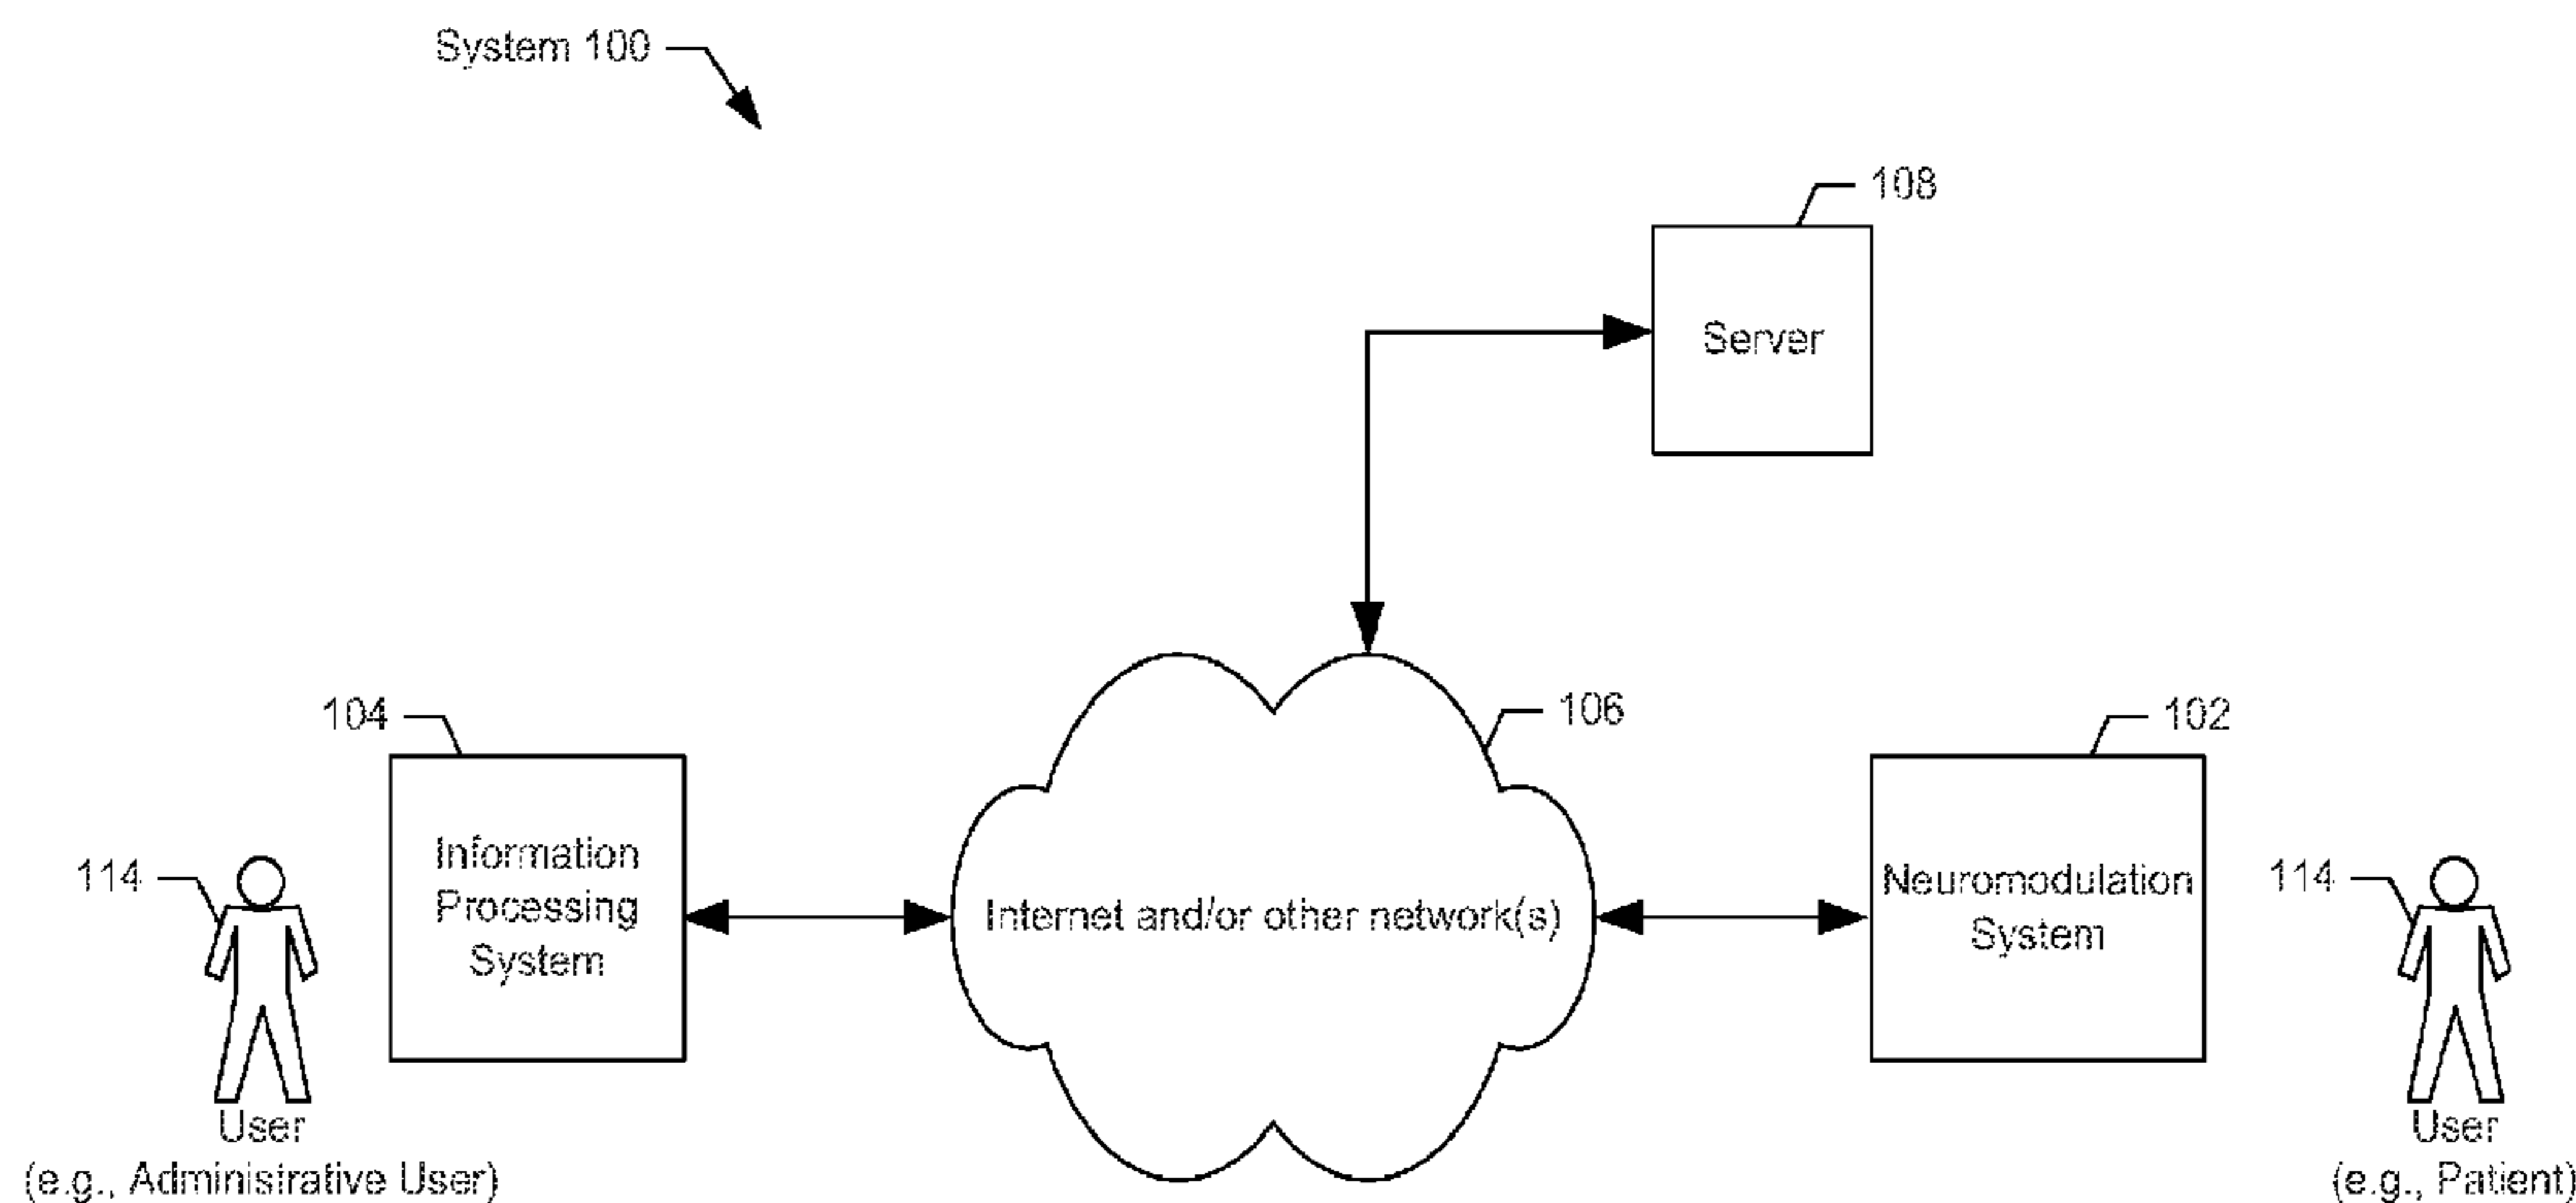 System 100
108
Server
104
106
102
Information
Processing
System
Internet and/or other network(s)
Neuromodulation
System
114
114
User
(e.g., Administrative User)
User
(e.g., Patient)